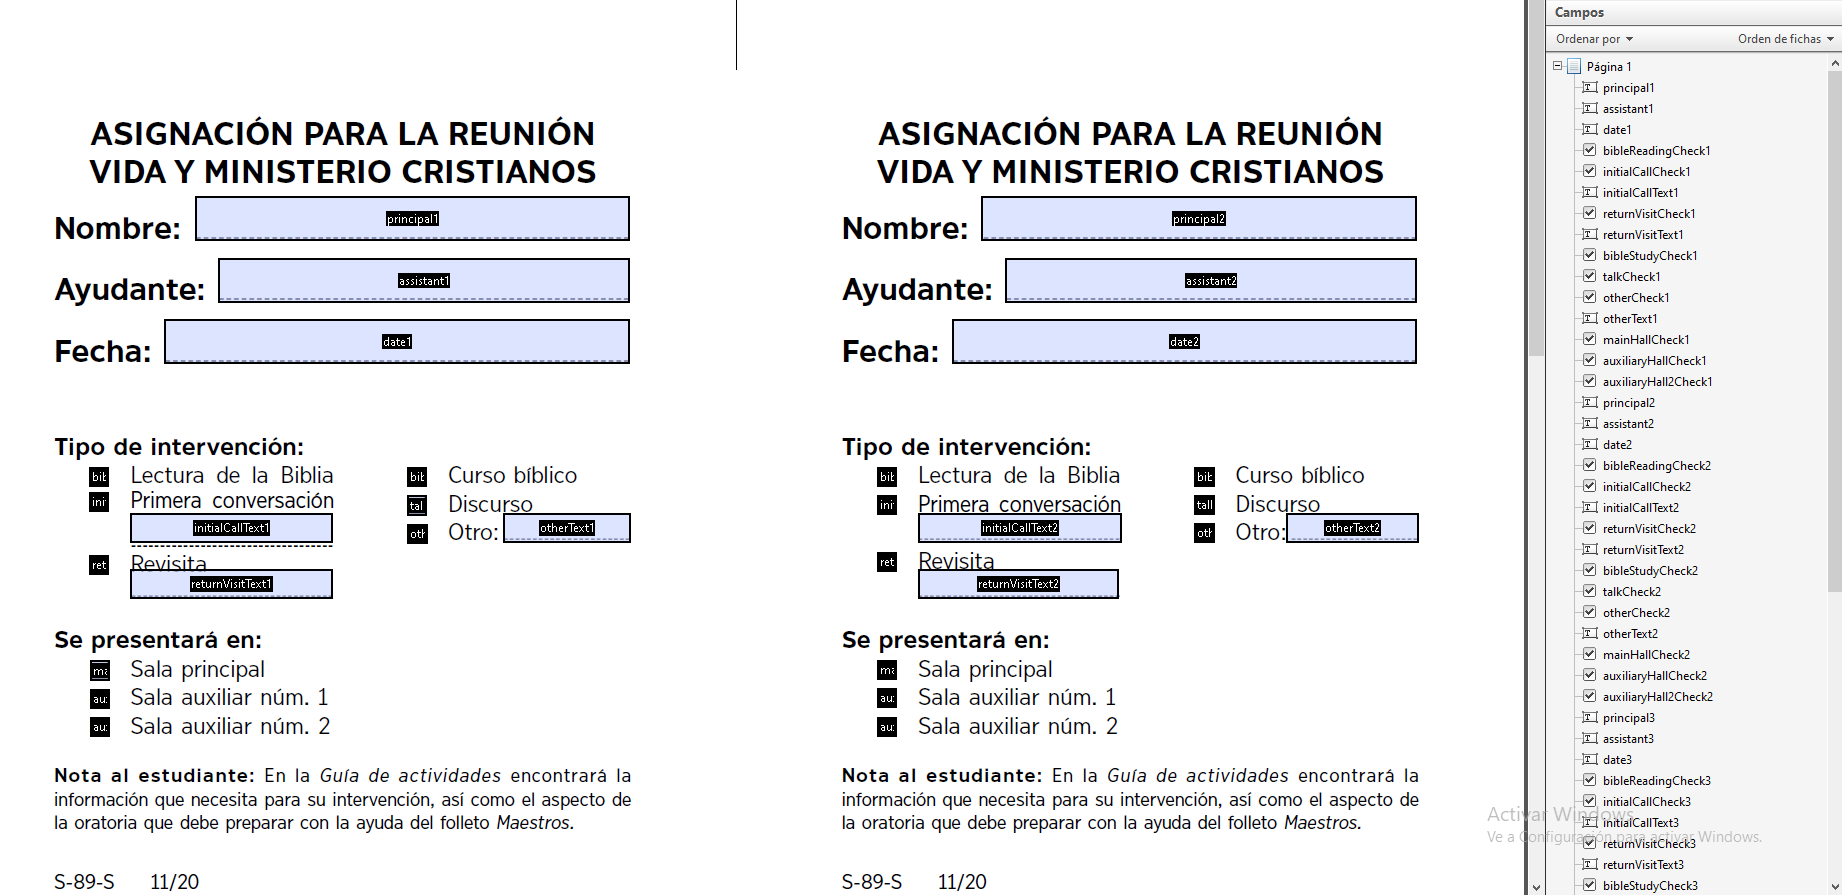 ASIGNACIÓN PARA LA REUNIÓN
VIDA Y MINISTERIO CRISTIANOS
Nombre: principal1
Ayudante: assistant1
Fecha: date1
Tipo de intervención:
bib Lectura de la Biblia
ini Primera conversación
initialCallText1
ret Revisita
returnVisitText1
bib Curso bíblico
tal Discurso
oth Otro: otherText1
Se presentará en:
ma Sala principal
au Sala auxiliar núm. 1
au Sala auxiliar núm. 2
Nota al estudiante: En la Guía de actividades encontrará la
información que necesita para su intervención, así como el aspecto de
la oratoria que debe preparar con la ayuda del folleto Maestros.
S-89-S 11/20
ASIGNACIÓN PARA LA REUNIÓN
VIDA Y MINISTERIO CRISTIANOS
Nombre: principal2
Ayudante: assistant2
Fecha: date2
Tipo de intervención:
bib Lectura de la Biblia
ini Primera conversación
initialCallText2
ret Revisita
returnVisitText2
bib Curso bíblico
tall Discurso
oth Otro: otherText2
Se presentará en:
ma Sala principal
au Sala auxiliar núm. 1
au Sala auxiliar núm. 2
Nota al estudiante: En la Guía de actividades encontrará la
información que necesita para su intervención, así como el aspecto de
la oratoria que debe preparar con la ayuda del folleto Maestros.
S-89-S 11/20
Campos
Ordenar por Orden de fichas
Página 1
principal1
assistant1
date1
bibleReadingCheck1
initialCallCheck1
initialCallText1
returnVisitCheck1
returnVisitText1
bibleStudyCheck1
talkCheck1
otherCheck1
otherText1
mainHallCheck1
auxiliaryHallCheck1
auxiliaryHall2Check1
principal2
assistant2
date2
bibleReadingCheck2
initialCallCheck2
initialCallText2
returnVisitCheck2
returnVisitText2
bibleStudyCheck2
talkCheck2
otherCheck2
otherText2
mainHallCheck2
auxiliaryHallCheck2
auxiliaryHall2Check2
principal3
assistant3
date3
bibleReadingCheck3
initialCallCheck3
initialCallText3
returnVisitCheck3
returnVisitText3
bibleStudyCheck3
Activar Windows
Ve a Configuración para activar Windows.